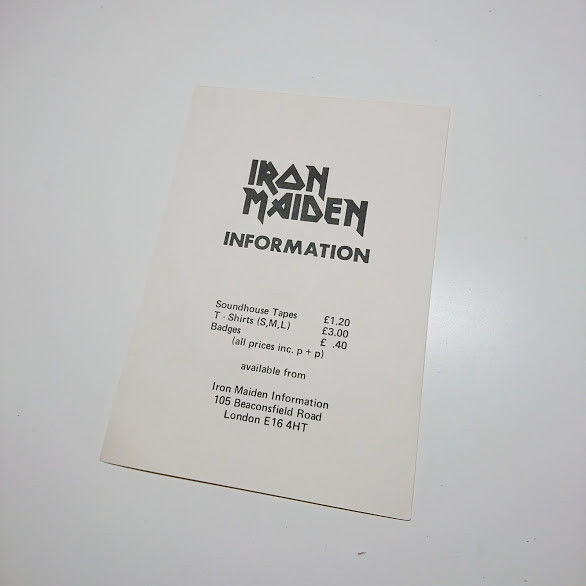 IRON
MAIDEN
INFORMATION
Soundhouse Tapes £1.20
T - Shirts (S,M,L) £3.00
Badges £ .40
(all prices inc. p + p)
available from
Iron Maiden Information
105 Beaconsfield Road
London E16 4HT